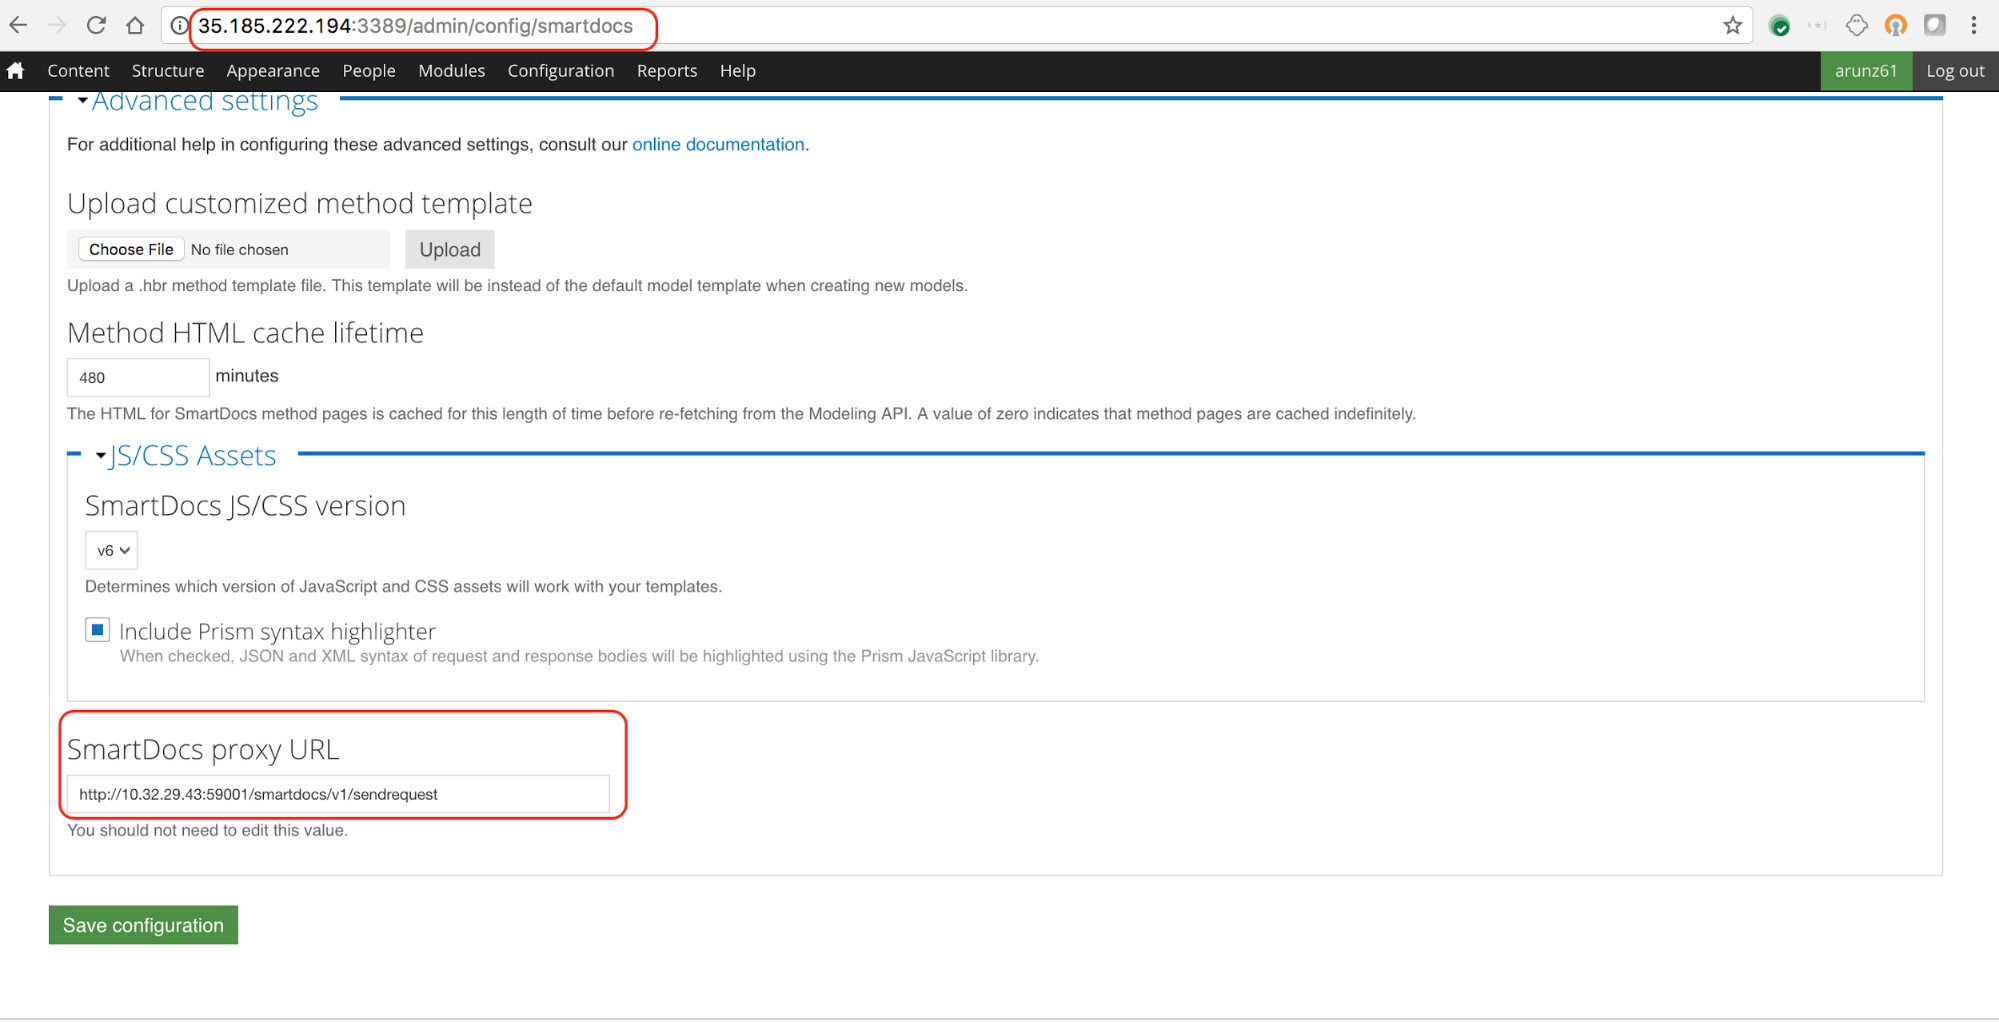 35.185.222.194:3389/admin/config/smartdocs
Content Structure Appearance People Modules Configuration Reports Help arunz61 Log out
Advanced settings
For additional help in configuring these advanced settings, consult our online documentation.
Upload customized method template
Choose File No file chosen Upload
Upload a .hbr method template file. This template will be instead of the default model template when creating new models.
Method HTML cache lifetime
480 minutes
The HTML for SmartDocs method pages is cached for this length of time before re-fetching from the Modeling API. A value of zero indicates that method pages are cached indefinitely.
JS/CSS Assets
SmartDocs JS/CSS version
v6
Determines which version of JavaScript and CSS assets will work with your templates.
Include Prism syntax highlighter
When checked, JSON and XML syntax of request and response bodies will be highlighted using the Prism JavaScript library.
SmartDocs proxy URL
http://10.32.29.43:59001/smartdocs/v1/sendrequest
You should not need to edit this value.
Save configuration